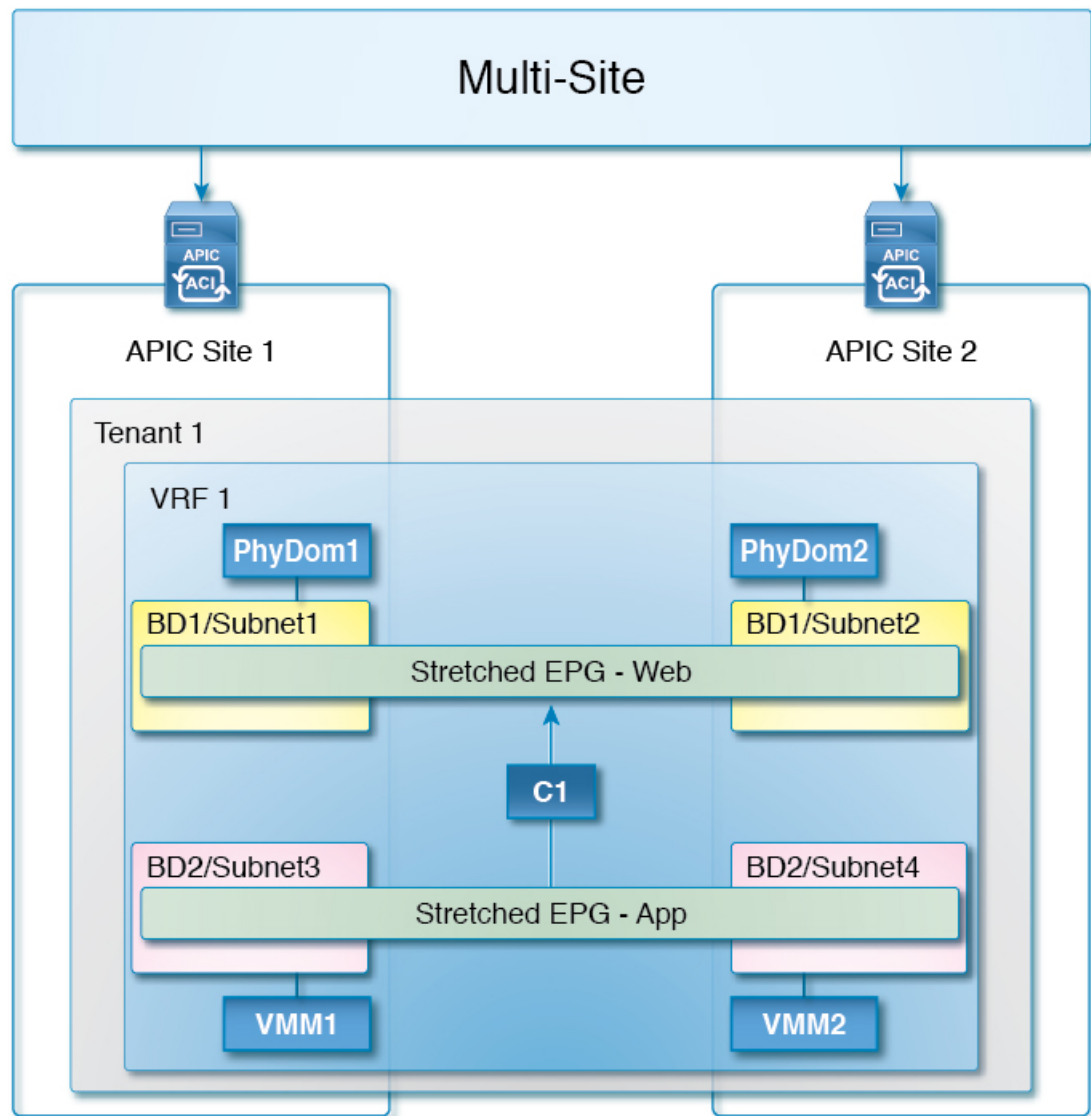 Multi-Site
APIC
ACI
APIC
ACI
APIC Site 1
APIC Site 2
Tenant 1
VRF 1
PhyDom1
PhyDom2
BD1/Subnet1
BD1/Subnet2
Stretched EPG - Web
C1
BD2/Subnet3
BD2/Subnet4
Stretched EPG - App
VMM1
VMM2